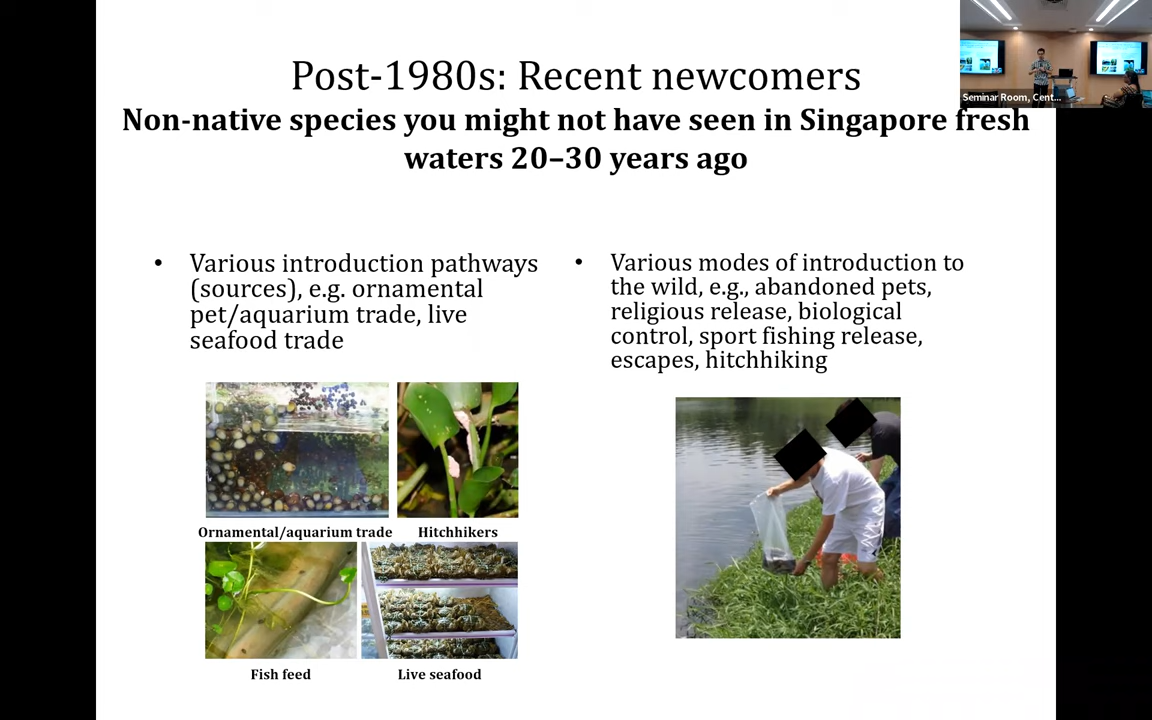 Post-1980s: Recent newcomers
Non-native species you might not have seen in Singapore fresh
waters 20–30 years ago
• Various introduction pathways
(sources), e.g. ornamental
pet/aquarium trade, live
seafood trade
• Various modes of introduction to
the wild, e.g., abandoned pets,
religious release, biological
control, sport fishing release,
escapes, hitchhiking
Ornamental/aquarium trade
Hitchhikers
Fish feed
Live seafood
Seminar Room, Cent...